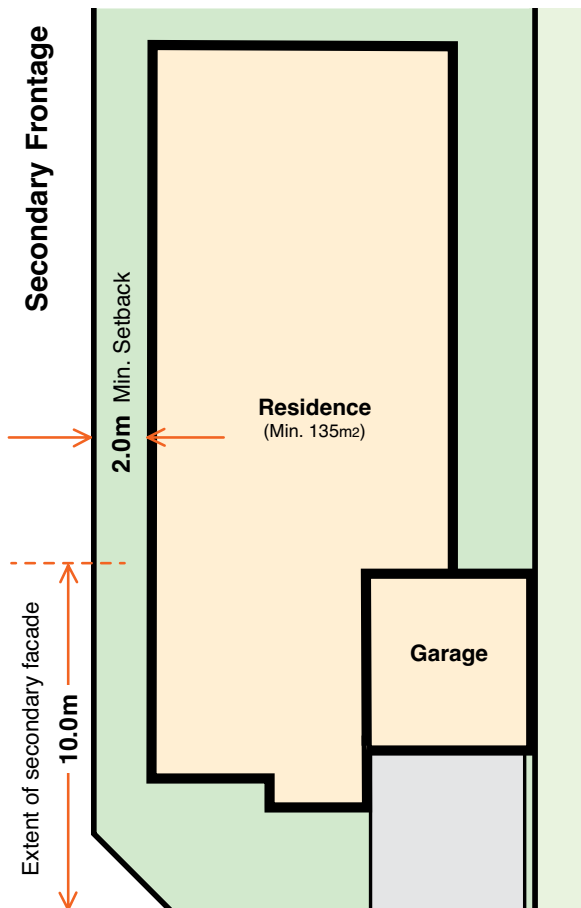 Secondary Frontage
2.0m Min. Setback
Residence
(Min. 135m2)
Garage
Extent of secondary facade
10.0m